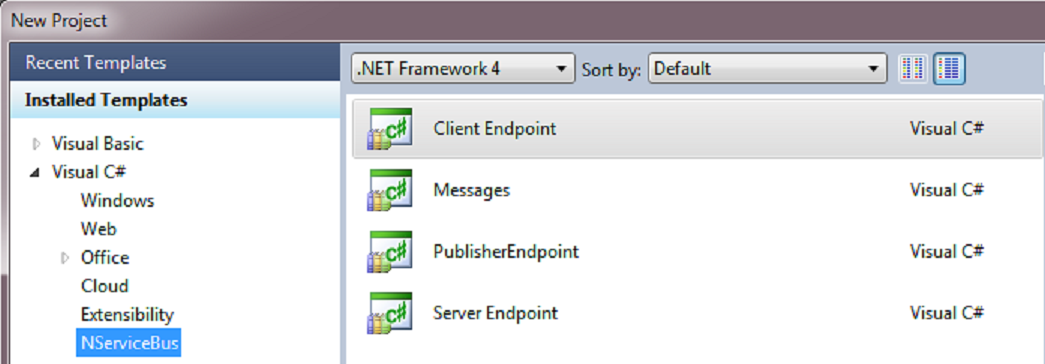 New Project
Recent Templates
Installed Templates
Visual Basic
Visual C#
Windows
Web
Office
Cloud
Extensibility
NServiceBus
.NET Framework 4 Sort by: Default
Client Endpoint Visual C#
Messages Visual C#
PublisherEndpoint Visual C#
Server Endpoint Visual C#